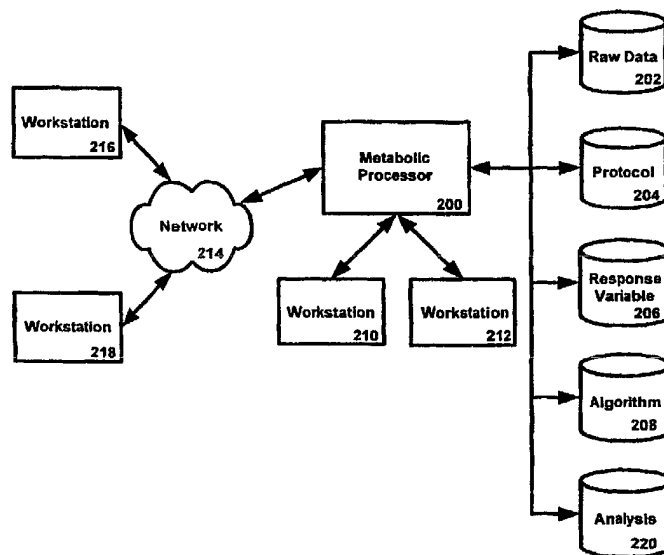 Raw Data
202
Workstation
216
Metabolic
Processor
200
Protocol
204
Network
214
Response
Variable
206
Workstation
218
Workstation
210
Workstation
212
Algorithm
208
Analysis
220